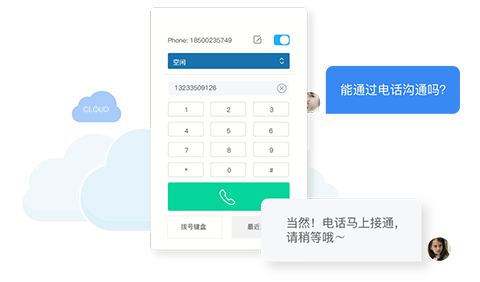 Phone: 18500235749
空闲
13233509126
能通过电话沟通吗?
CLOUD
1 2 3
4 5 6
7 8 9
* 0 #
当然！电话马上接通，
请稍等哦～
拨号键盘
最近